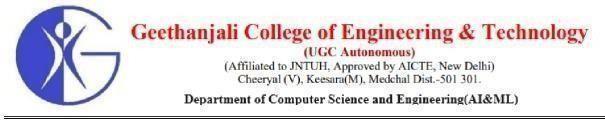 Geethanjali College of Engineering & Technology
(UGC Autonomous)
(Affiliated to JNTUH, Approved by AICTE, New Delhi)
Cheeryal (V), Keesara(M), Medchal Dist.-501 301.
Department of Computer Science and Engineering(AI&ML)